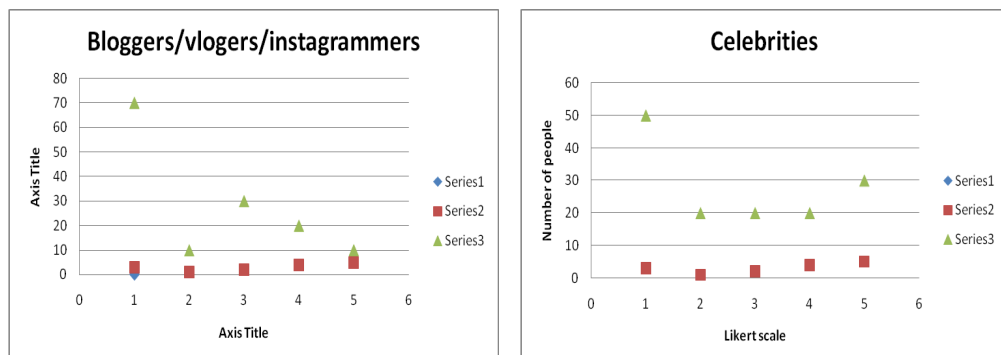 Bloggers/vlogers/instagrammers
80
70
60
50
40
30
20
10
0
Axis Title
0 1 2 3 4 5 6
Axis Title
Series1
Series2
Series3
Celebrities
60
50
40
30
20
10
0
Number of people
0 1 2 3 4 5 6
Likert scale
Series1
Series2
Series3